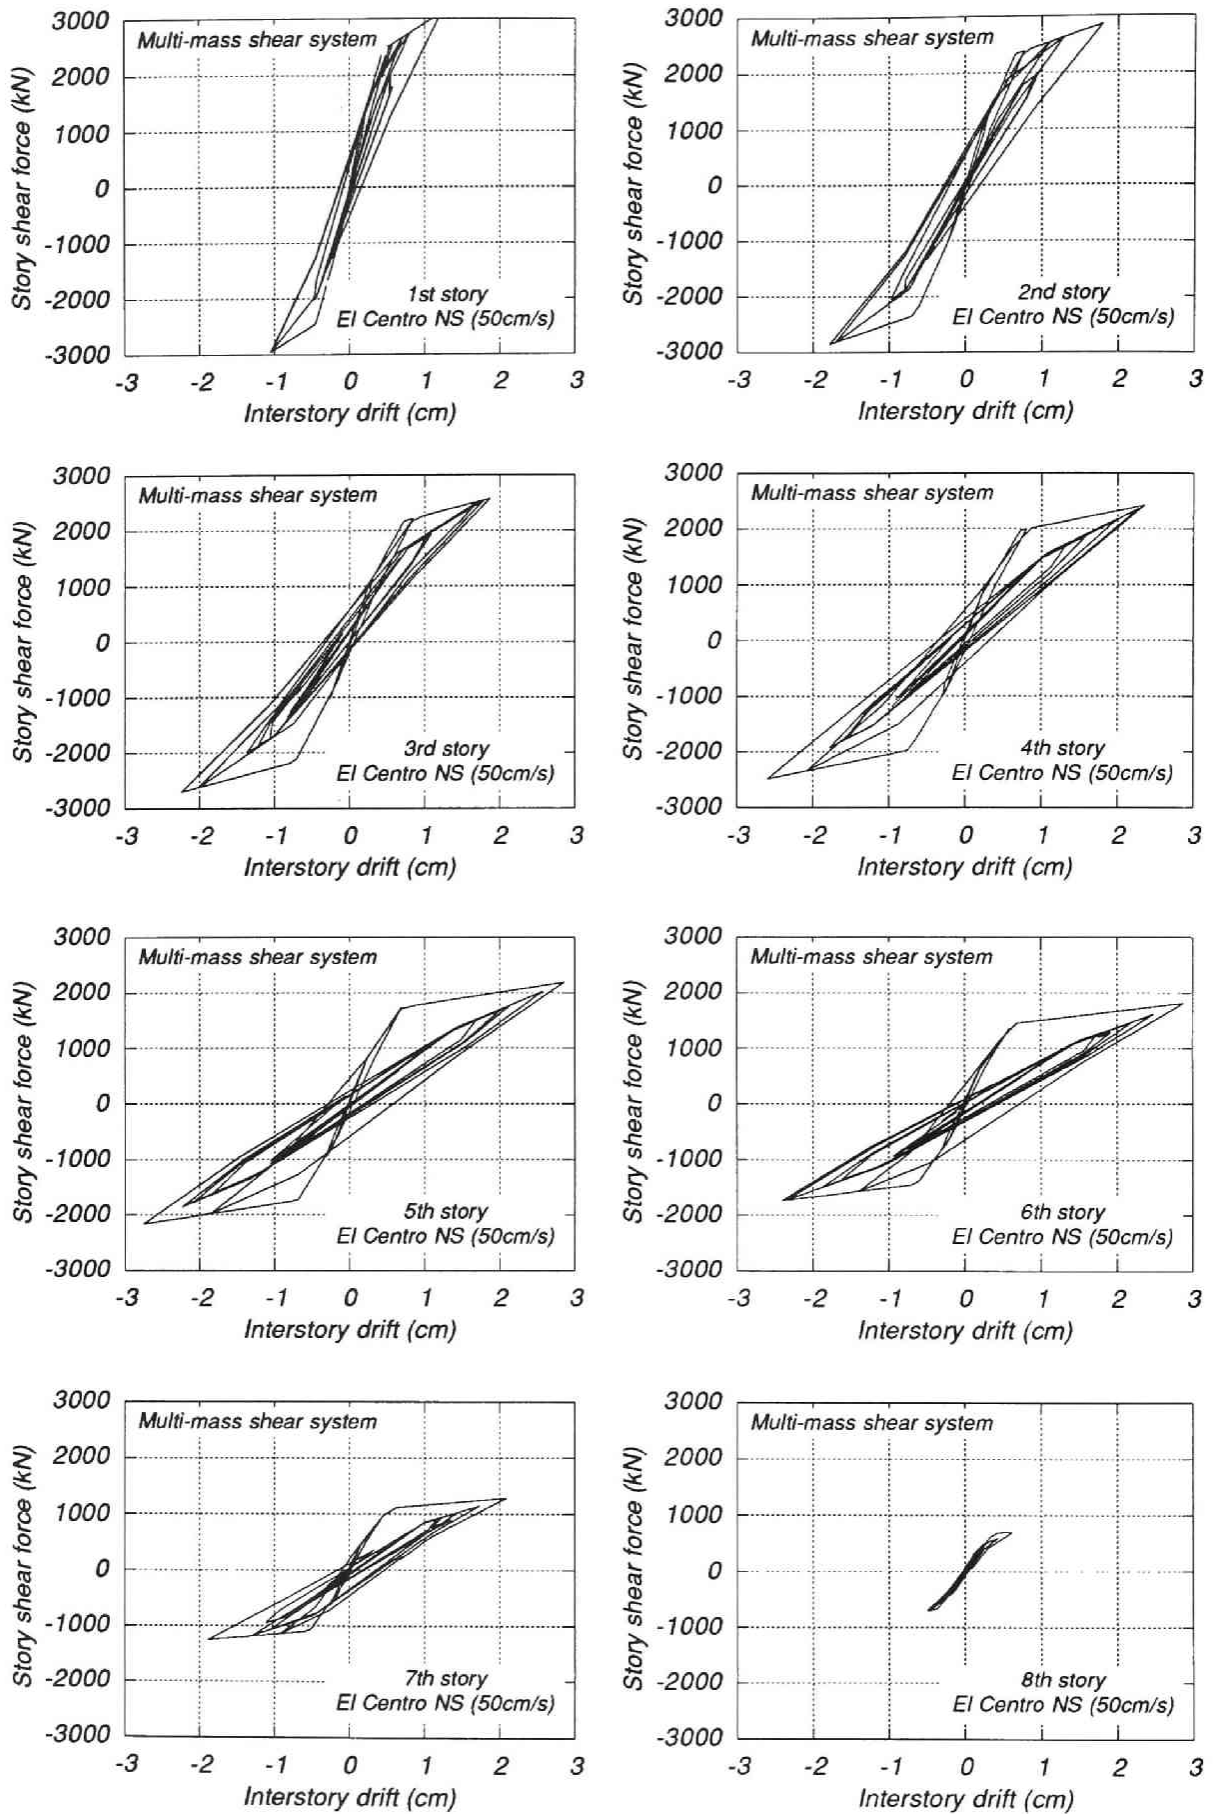 Multi-mass shear system
Story shear force (kN)
3000
2000
1000
0
-1000
-2000
-3000
1st story
El Centro NS (50cm/s)
-3 -2 -1 0 1 2 3
Interstory drift (cm)
Multi-mass shear system
Story shear force (kN)
3000
2000
1000
0
-1000
-2000
-3000
2nd story
El Centro NS (50cm/s)
-3 -2 -1 0 1 2 3
Interstory drift (cm)
Multi-mass shear system
Story shear force (kN)
3000
2000
1000
0
-1000
-2000
-3000
3rd story
El Centro NS (50cm/s)
-3 -2 -1 0 1 2 3
Interstory drift (cm)
Multi-mass shear system
Story shear force (kN)
3000
2000
1000
0
-1000
-2000
-3000
4th story
El Centro NS (50cm/s)
-3 -2 -1 0 1 2 3
Interstory drift (cm)
Multi-mass shear system
Story shear force (kN)
3000
2000
1000
0
-1000
-2000
-3000
5th story
El Centro NS (50cm/s)
-3 -2 -1 0 1 2 3
Interstory drift (cm)
Multi-mass shear system
Story shear force (kN)
3000
2000
1000
0
-1000
-2000
-3000
6th story
El Centro NS (50cm/s)
-3 -2 -1 0 1 2 3
Interstory drift (cm)
Multi-mass shear system
Story shear force (kN)
3000
2000
1000
0
-1000
-2000
-3000
7th story
El Centro NS (50cm/s)
-3 -2 -1 0 1 2 3
Interstory drift (cm)
Multi-mass shear system
Story shear force (kN)
3000
2000
1000
0
-1000
-2000
-3000
8th story
El Centro NS (50cm/s)
-3 -2 -1 0 1 2 3
Interstory drift (cm)